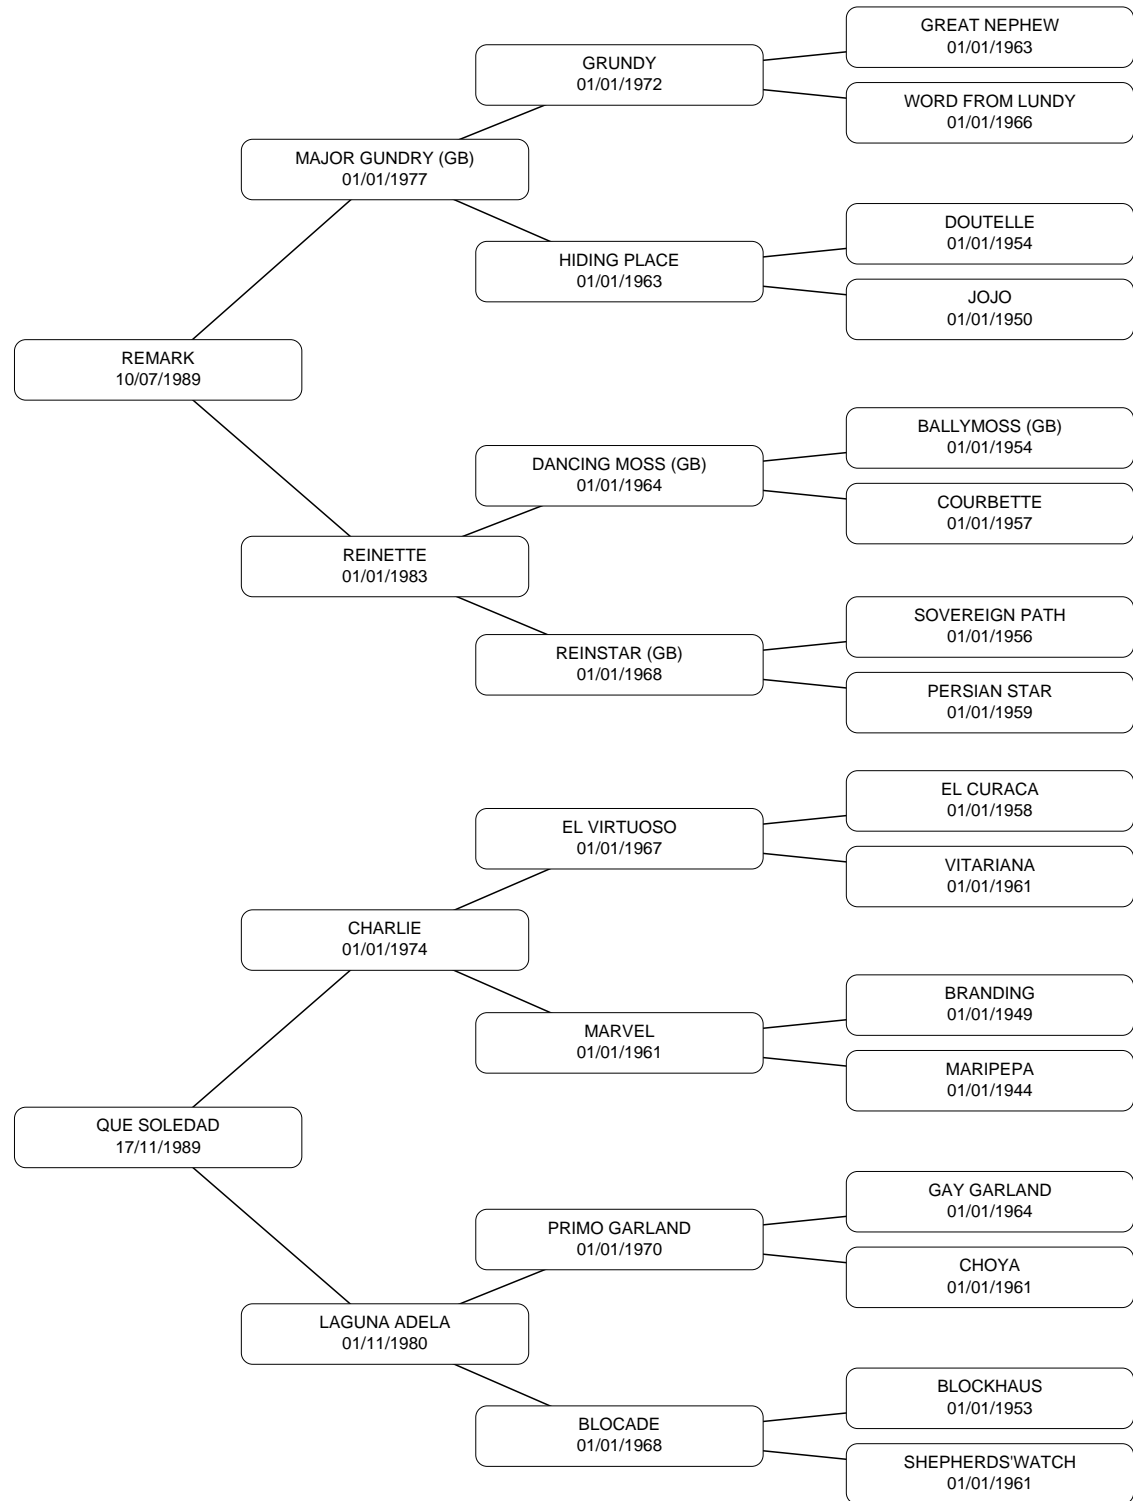 GREAT NEPHEW
01/01/1963
GRUNDY
01/01/1972
WORD FROM LUNDY
01/01/1966
MAJOR GUNDRY (GB)
01/01/1977
DOUTELLE
01/01/1954
HIDING PLACE
01/01/1963
JOJO
01/01/1950
REMARK
10/07/1989
BALLYMOSS (GB)
01/01/1954
DANCING MOSS (GB)
01/01/1964
COURBETTE
01/01/1957
REINETTE
01/01/1983
SOVEREIGN PATH
01/01/1956
REINSTAR (GB)
01/01/1968
PERSIAN STAR
01/01/1959
EL CURACA
01/01/1958
EL VIRTUOSO
01/01/1967
VITARIANA
01/01/1961
CHARLIE
01/01/1974
BRANDING
01/01/1949
MARVEL
01/01/1961
MARIPEPA
01/01/1944
QUE SOLEDAD
17/11/1989
GAY GARLAND
01/01/1964
PRIMO GARLAND
01/01/1970
CHOYA
01/01/1961
LAGUNA ADELA
01/11/1980
BLOCKHAUS
01/01/1953
BLOCADE
01/01/1968
SHEPHERDS'WATCH
01/01/1961